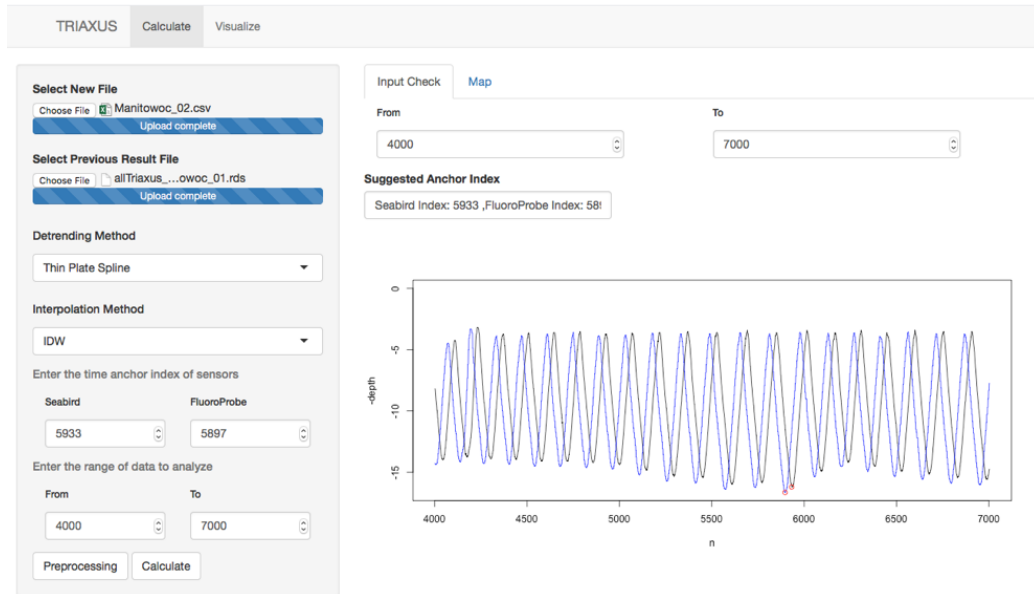 TRIAXUS Calculate Visualize
Select New File
Choose File Manitowoc_02.csv
Upload complete
Select Previous Result File
Choose File allTriaxus_...owoc_01.rds
Upload complete
Detrending Method
Thin Plate Spline
Interpolation Method
IDW
Enter the time anchor index of sensors
Seabird FluoroProbe
5933 5897
Enter the range of data to analyze
From To
4000 7000
Preprocessing Calculate
Input Check Map
From To
4000 7000
Suggested Anchor Index
Seabird Index: 5933 ,FluoroProbe Index: 589
0
-5
-10
-15
-depth
4000 4500 5000 5500 6000 6500 7000
n